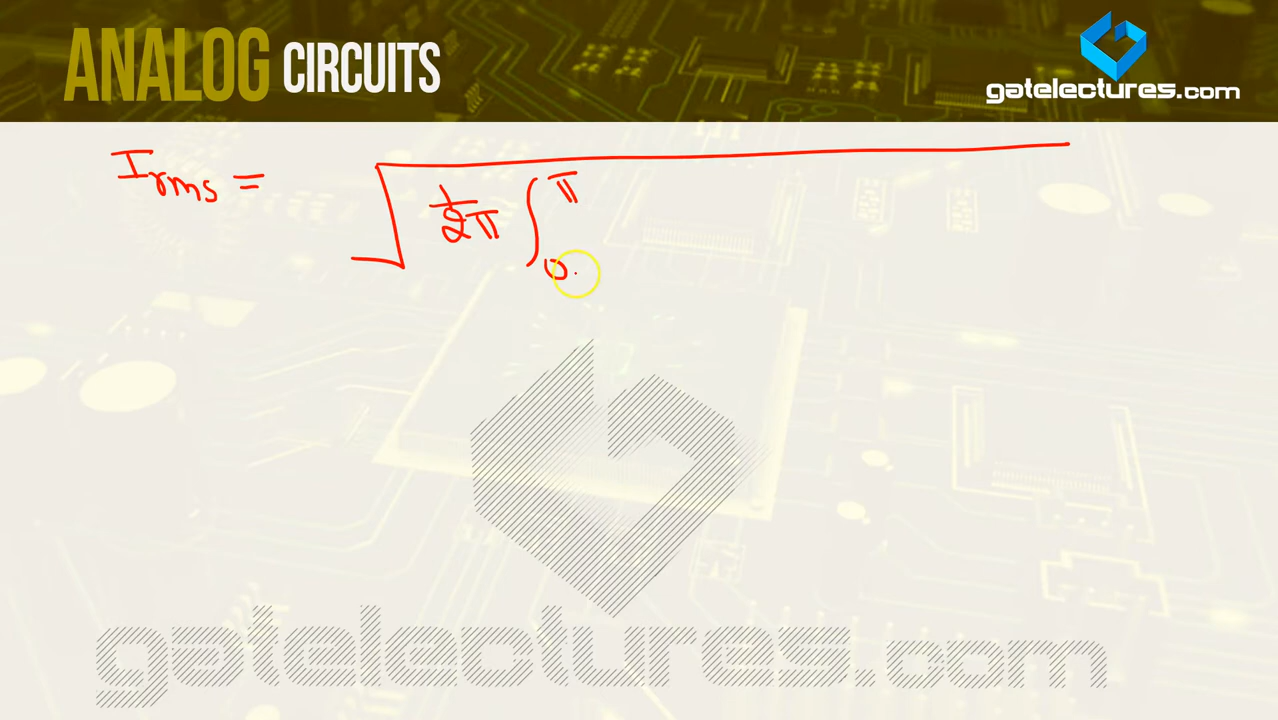 ANALOG CIRCUITS
gatelectures.com
Irms = √ 1/2π ∫₀^π
gatelectures.com